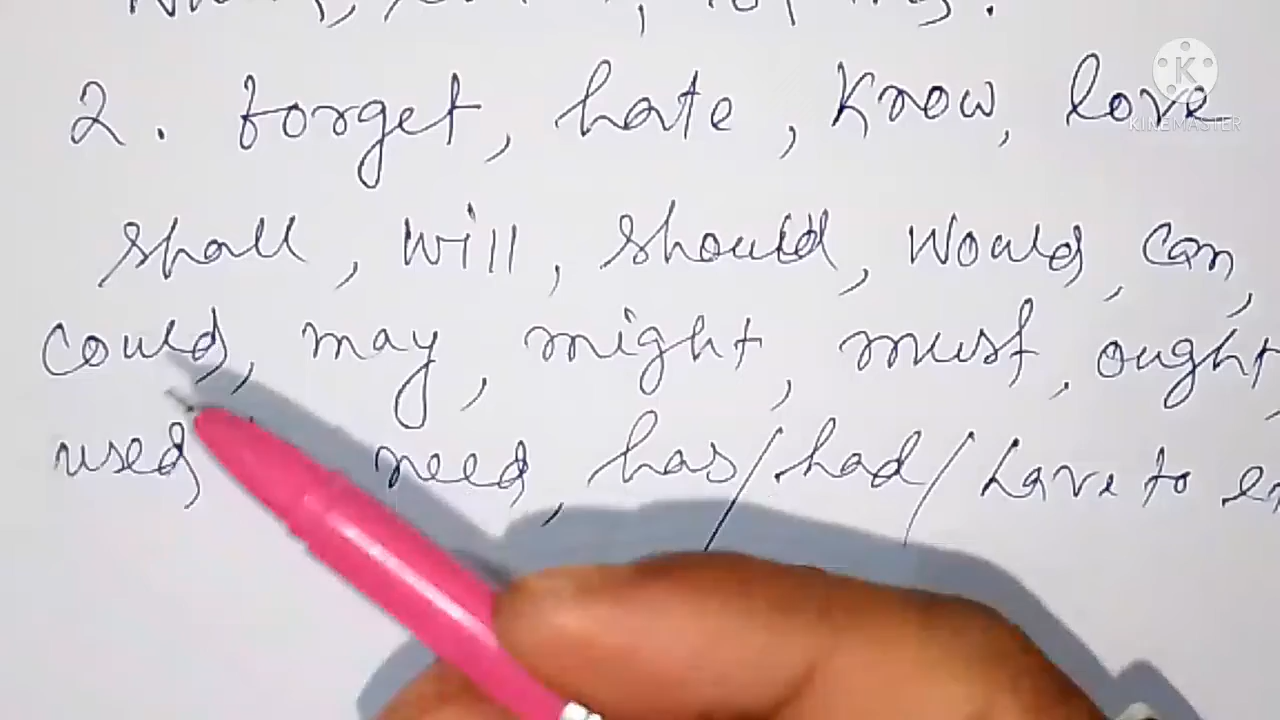 2. forget, hate, know, love
shall, will, should, would, can,
could, may, might, must, ought,
used need, has/had/have to
KINEMASTER